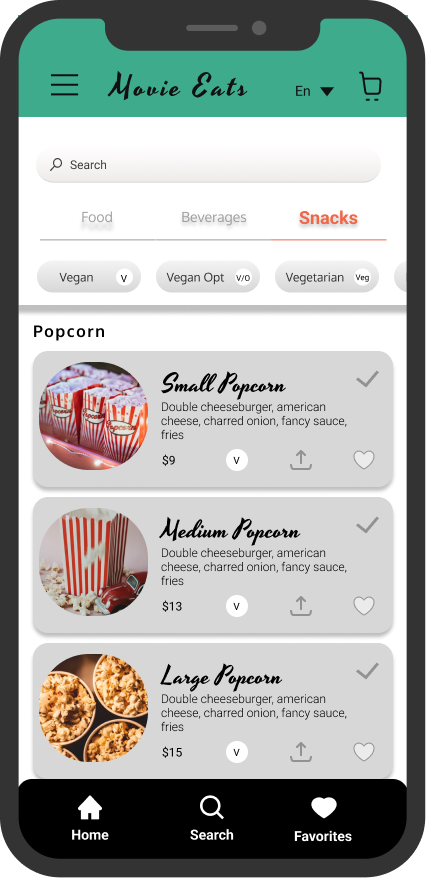 Movie Eats
En
Search
Food Beverages Snacks
Vegan V Vegan Opt V/O Vegetarian Veg
Popcorn
Small Popcorn
Double cheeseburger, american
cheese, charred onion, fancy sauce,
fries
$9 V
Medium Popcorn
Double cheeseburger, american
cheese, charred onion, fancy sauce,
fries
$13 V
Large Popcorn
Double cheeseburger, american
cheese, charred onion, fancy sauce,
fries
$15 V
Home Search Favorites